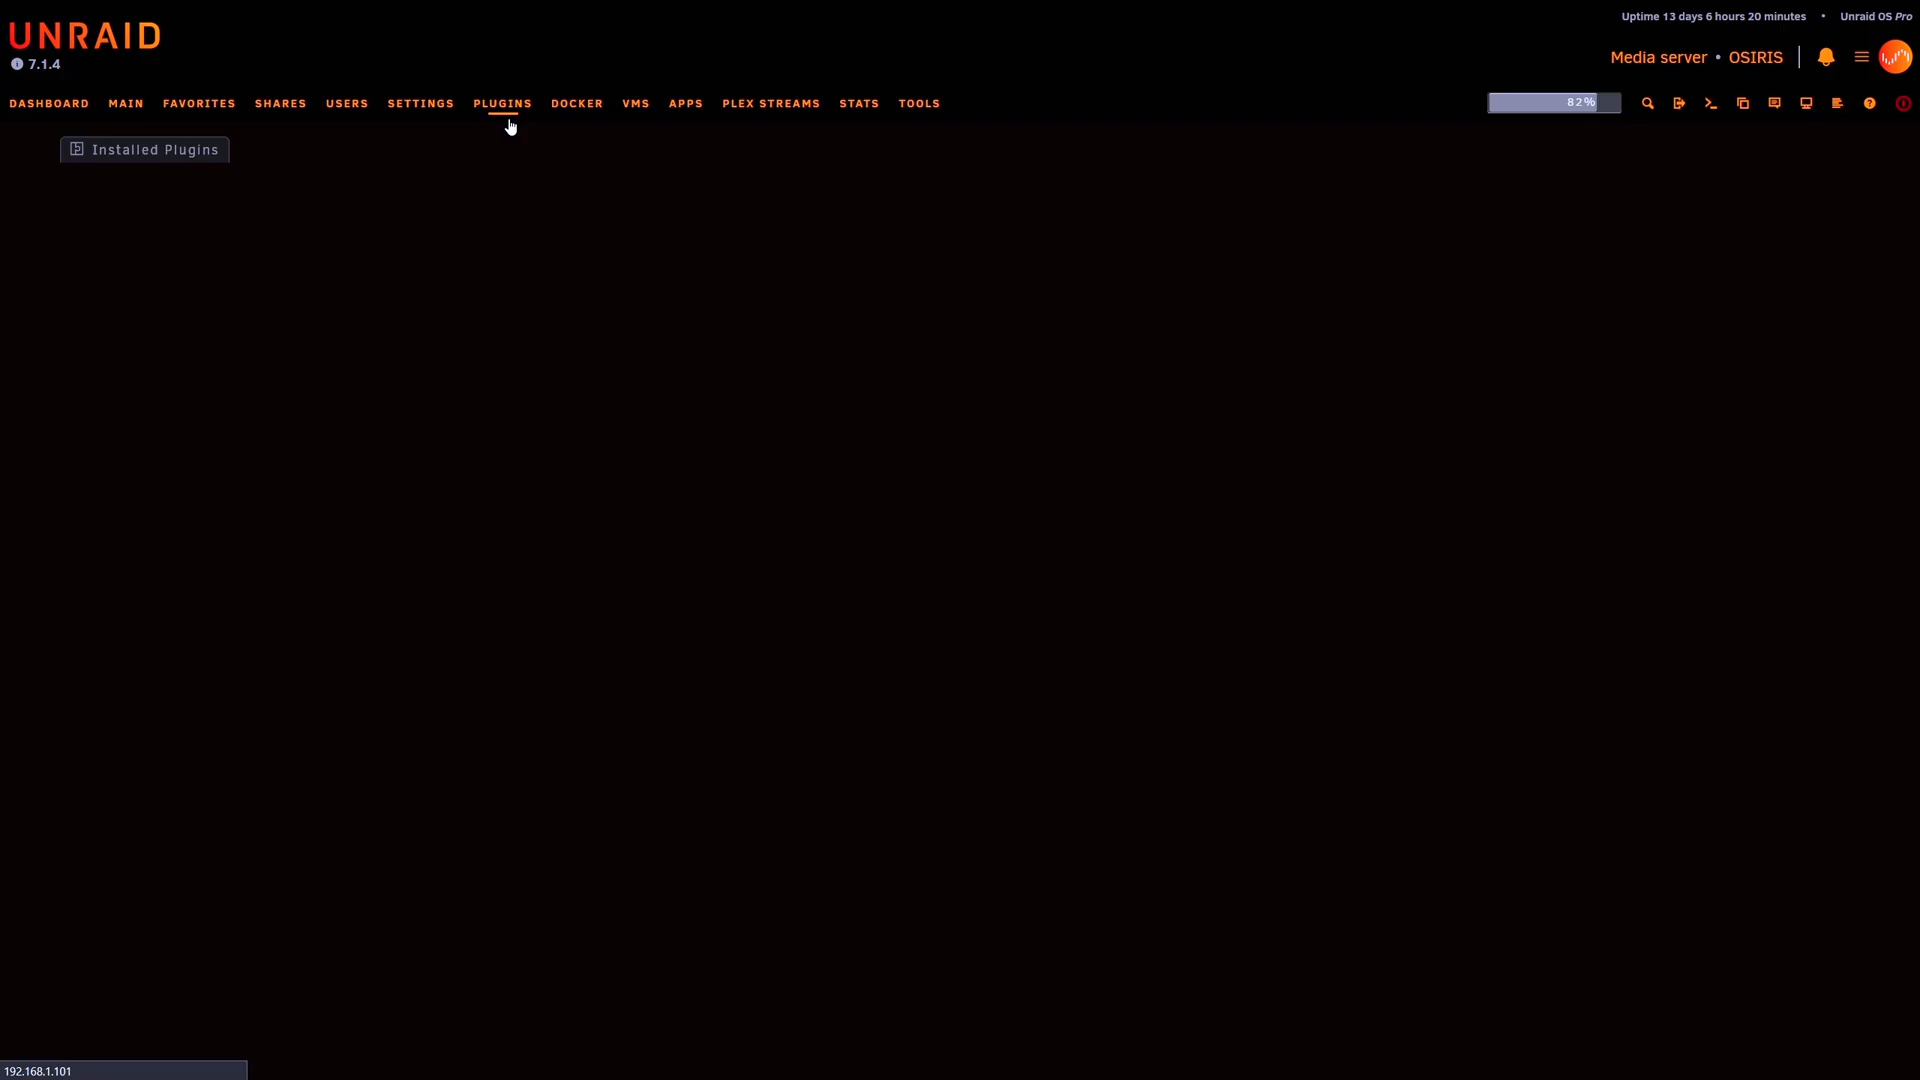 UNRAID
7.1.4
Uptime 13 days 6 hours 20 minutes • Unraid OS Pro
Media server • OSIRIS
DASHBOARD MAIN FAVORITES SHARES USERS SETTINGS PLUGINS DOCKER VMS APPS PLEX STREAMS STATS TOOLS
82%
Installed Plugins
192.168.1.101